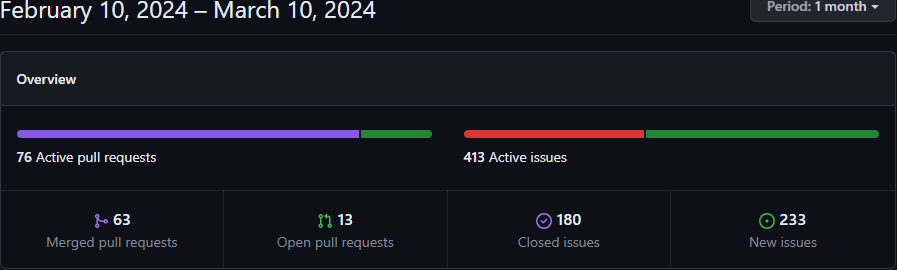 February 10, 2024 – March 10, 2024
Period: 1 month
Overview
76 Active pull requests
413 Active issues
63
Merged pull requests
13
Open pull requests
180
Closed issues
233
New issues